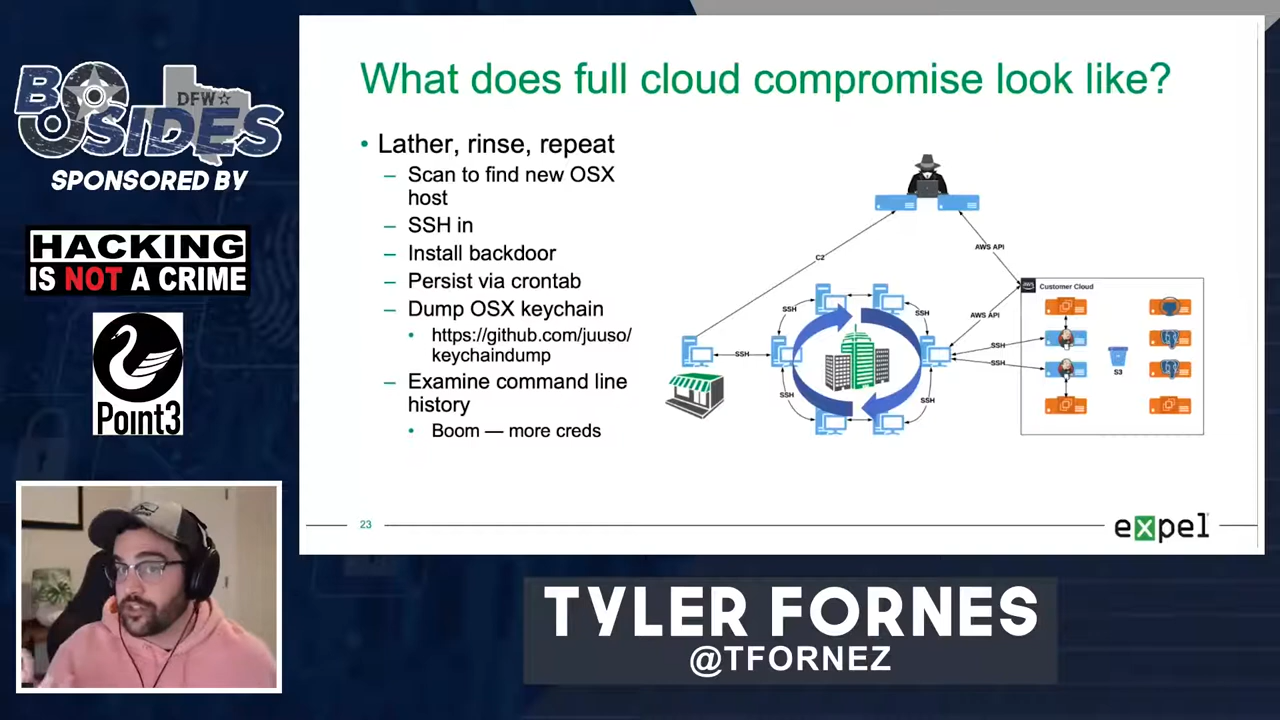 BSIDES
DFW
SPONSORED BY
HACKING
IS NOT A CRIME
Point3
What does full cloud compromise look like?
• Lather, rinse, repeat
– Scan to find new OSX
host
– SSH in
– Install backdoor
– Persist via crontab
– Dump OSX keychain
• https://github.com/juuso/
keychaindump
– Examine command line
history
• Boom — more creds
C2
AWS API
aws
Customer Cloud
AWS API
SSH
SSH
SSH
SSH
SSH
SSH
SSH
S3
23
expel
TYLER FORNES
@TFORNEZ